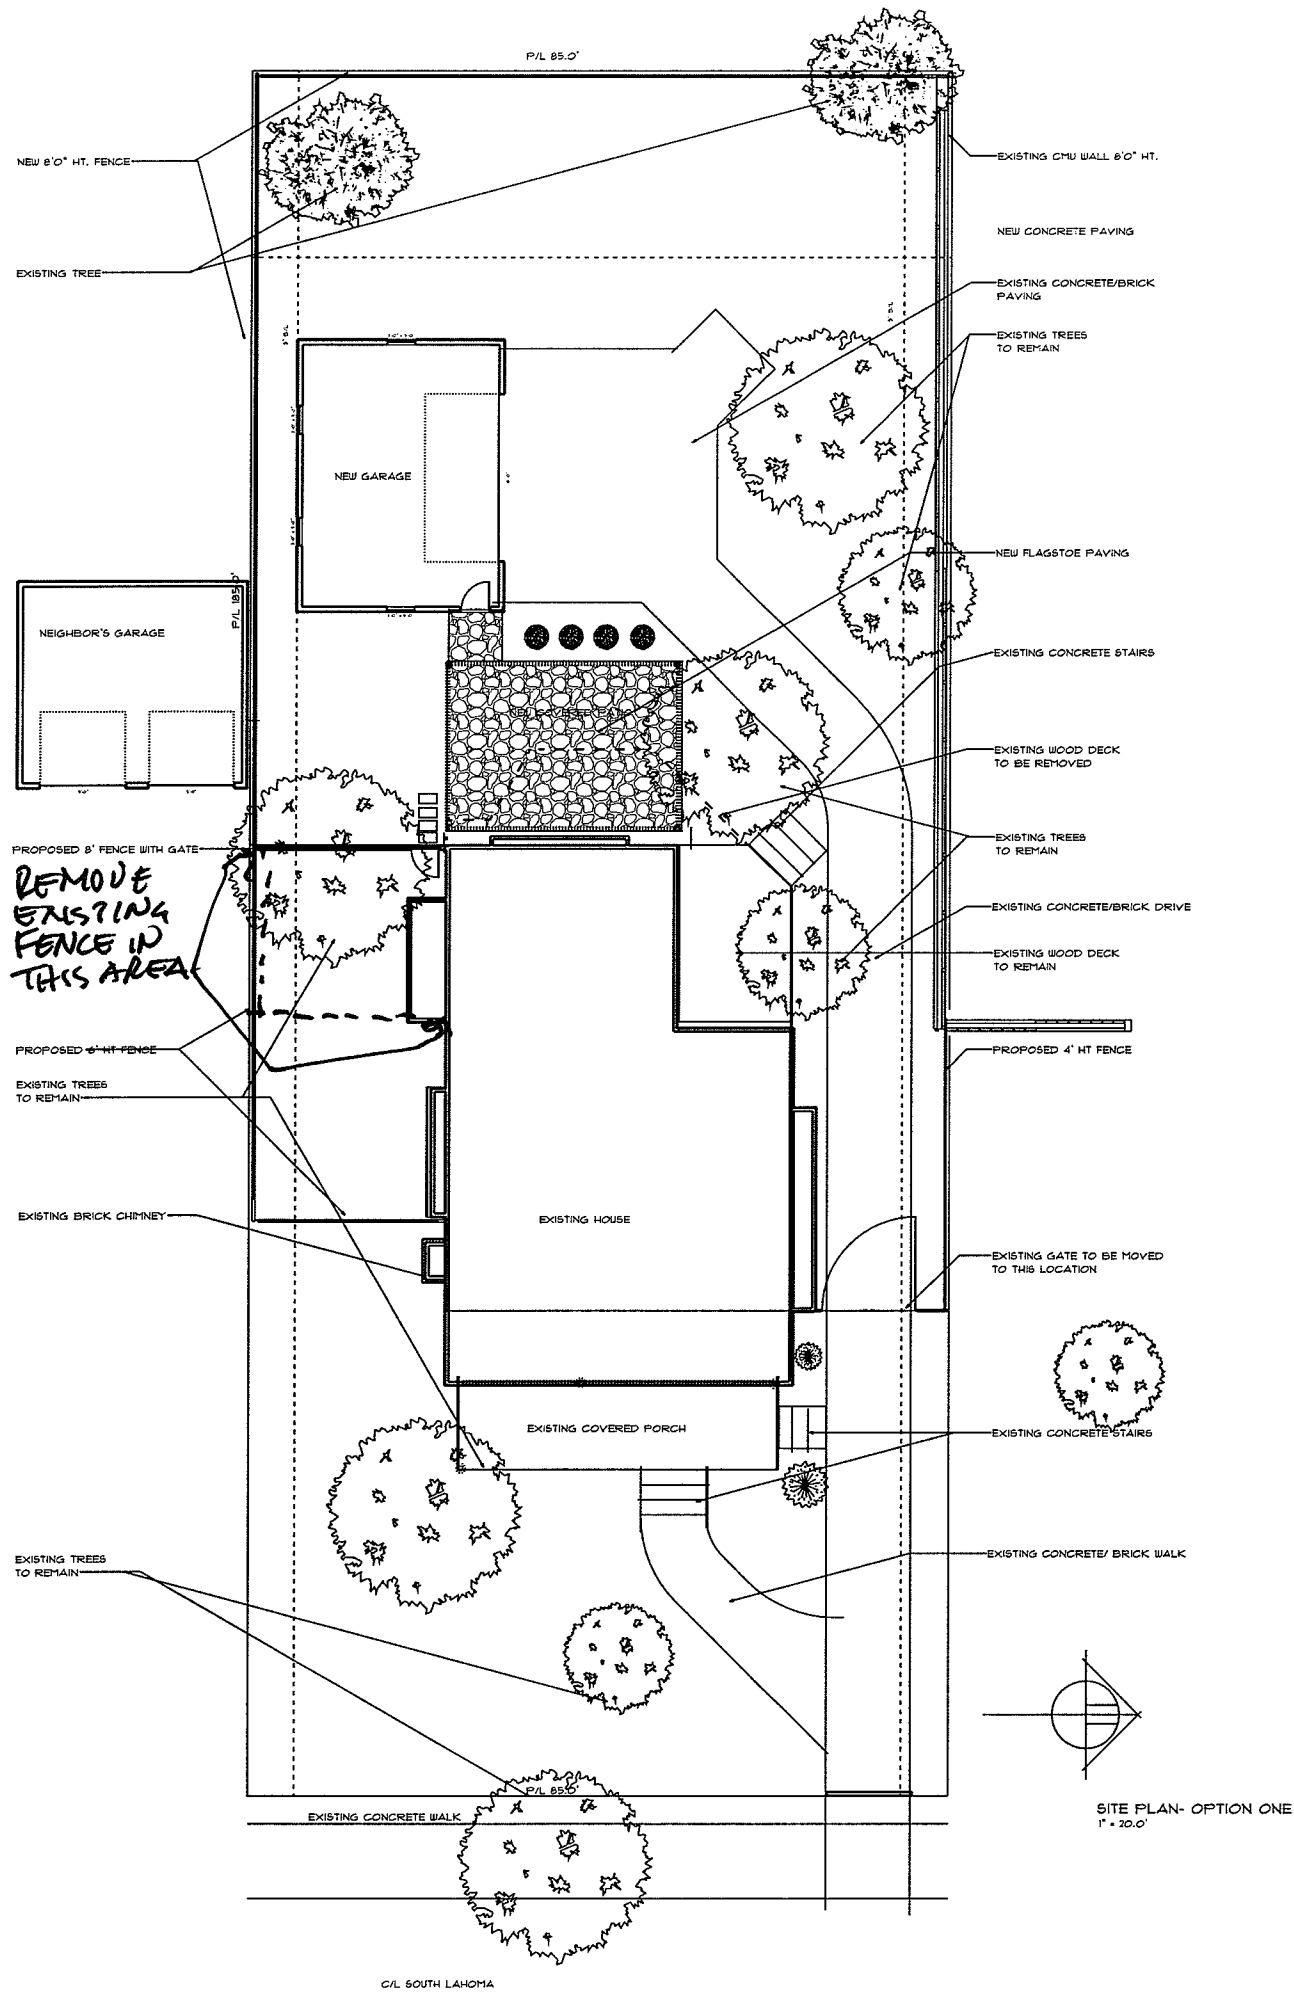 P/L 85.0'
NEW 8'0" HT. FENCE
EXISTING CMU WALL 8'0" HT.
NEW CONCRETE PAVING
EXISTING TREE
EXISTING CONCRETE/BRICK
PAVING
EXISTING TREES
TO REMAIN
NEW GARAGE
NEW FLAGSTOE PAVING
P/L 185.0'
NEIGHBOR'S GARAGE
EXISTING CONCRETE STAIRS
NEW COVERED PATIO
EXISTING WOOD DECK
TO BE REMOVED
EXISTING TREES
TO REMAIN
PROPOSED 8' FENCE WITH GATE
REMOVE
EXISTING
FENCE IN
THIS AREA
EXISTING CONCRETE/BRICK DRIVE
EXISTING WOOD DECK
TO REMAIN
PROPOSED 6' HT FENCE
PROPOSED 4' HT FENCE
EXISTING TREES
TO REMAIN
EXISTING BRICK CHIMNEY
EXISTING HOUSE
EXISTING GATE TO BE MOVED
TO THIS LOCATION
EXISTING COVERED PORCH
EXISTING CONCRETE STAIRS
EXISTING CONCRETE/ BRICK WALK
EXISTING TREES
TO REMAIN
P/L 85.0'
EXISTING CONCRETE WALK
SITE PLAN- OPTION ONE
1" = 20.0'
C/L SOUTH LAHOMA